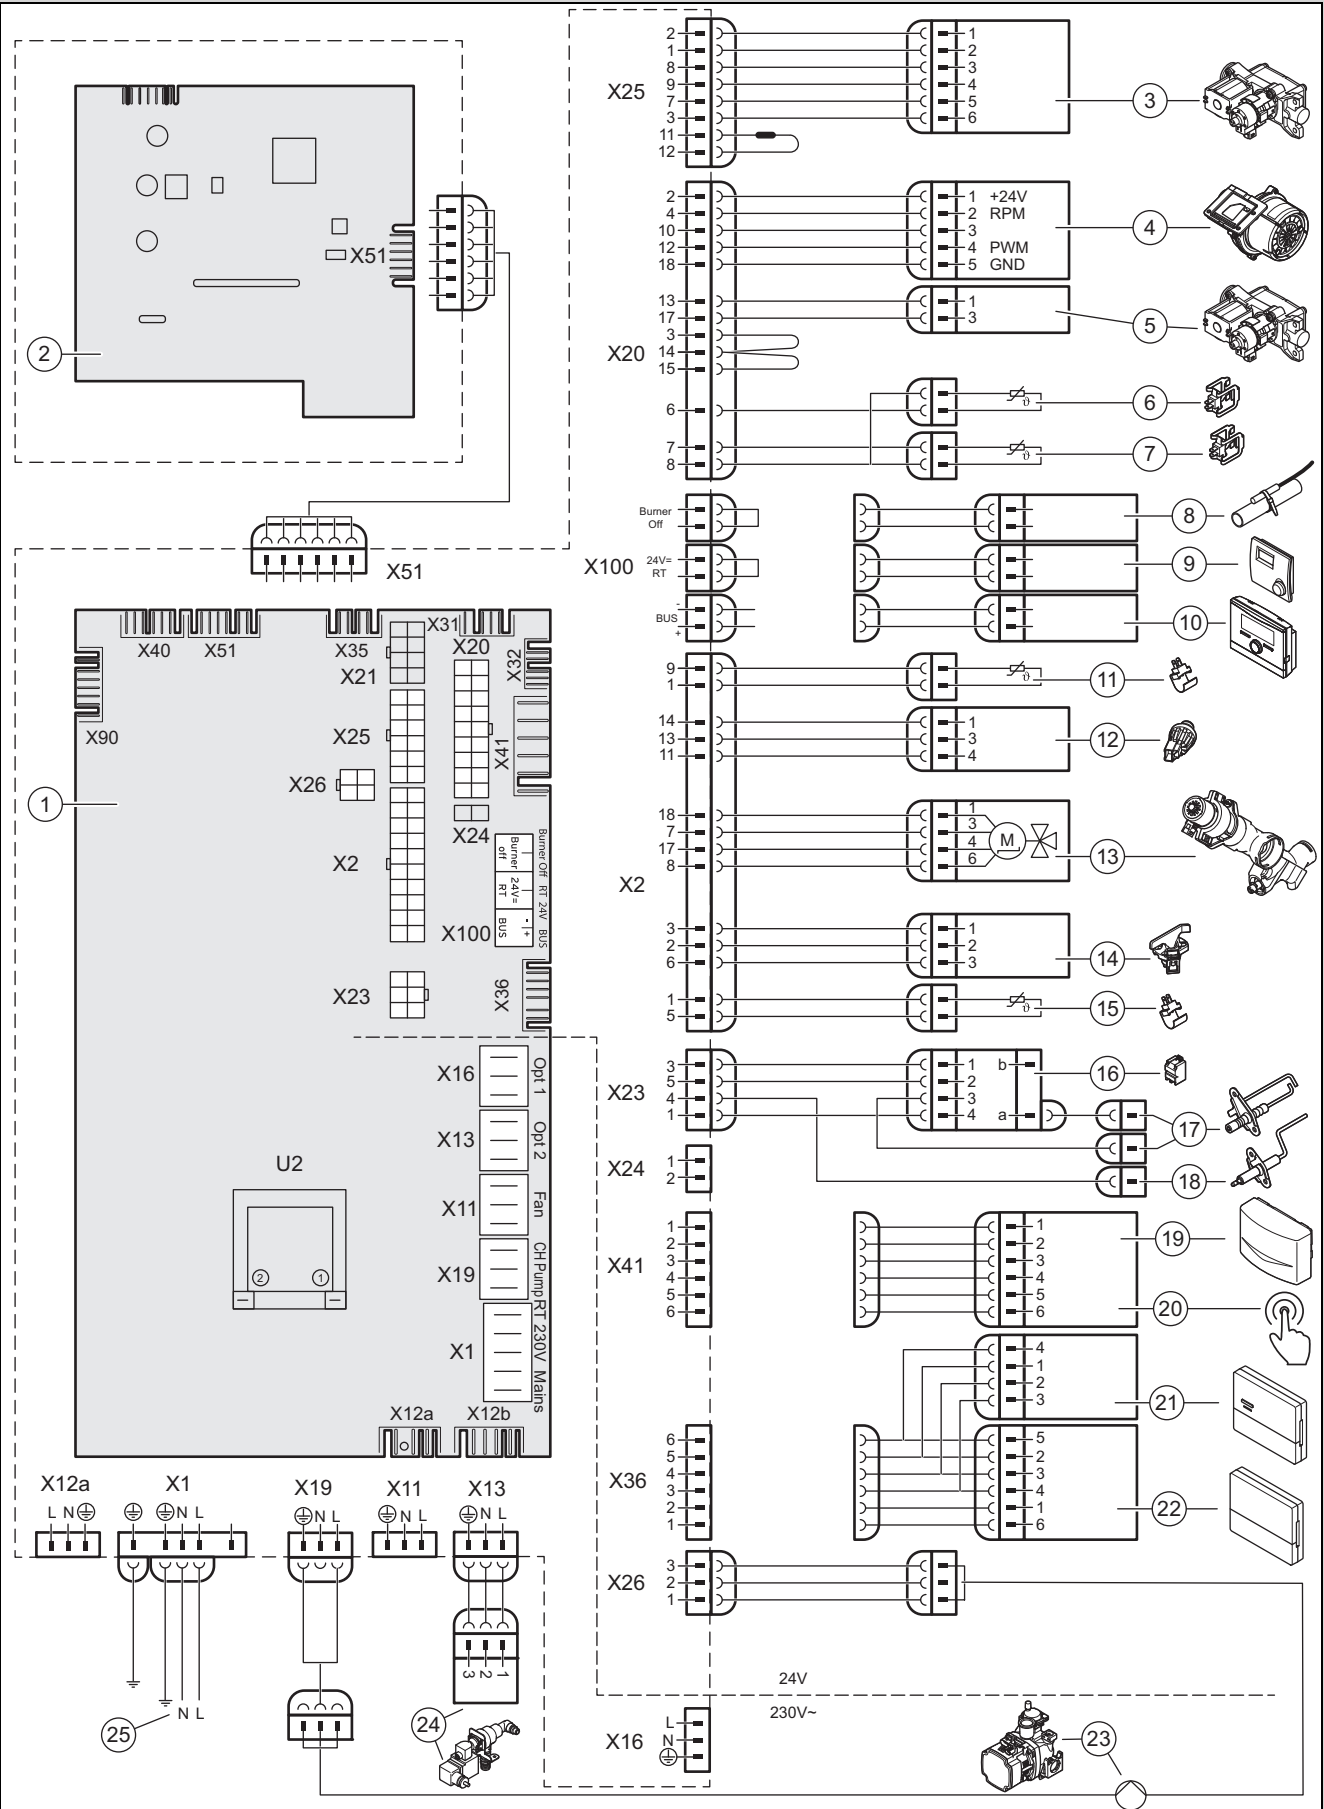 X25
2
1
8
9
7
3
11
12
1
2
3
4
5
6
3
X51
2
X20
2
4
10
12
18
13
17
3
14
15
6
7
8
1 +24V
2 RPM
3
4 PWM
5 GND
4
1
3
5
ϑ
6
ϑ
7
X51
X100
Burner
Off
24V=
RT
-
BUS
+
8
9
10
X2
9
1
14
13
11
18
7
17
8
3
2
6
1
5
ϑ
11
1
3
4
12
1
3
4
6
M
13
1
2
3
14
ϑ
15
1
X40
X51
X35
X31
X21
X20
X32
X90
X25
X41
X26
X24
X2
X100
Burner
off
24V=
RT
-
+
BUS
Burner Off RT 24V BUS
X23
X36
X16
Opt 1
X13
Opt 2
X11
Fan
X19
CH Pump
X1
RT 230V Mains
U2
2
1
X12a
X12b
X23
3
5
4
1
1
2
3
4
b
a
16
17
18
X24
1
2
X41
1
2
3
4
5
6
1
2
3
4
5
6
19
20
4
1
2
3
21
X36
6
5
4
3
2
1
5
2
3
4
1
6
22
X26
3
2
1
X12a
L N
X1
N L
X19
N L
X11
N L
X13
N L
3 2 1
N L
25
24
24V
230V~
X16
L
N
23